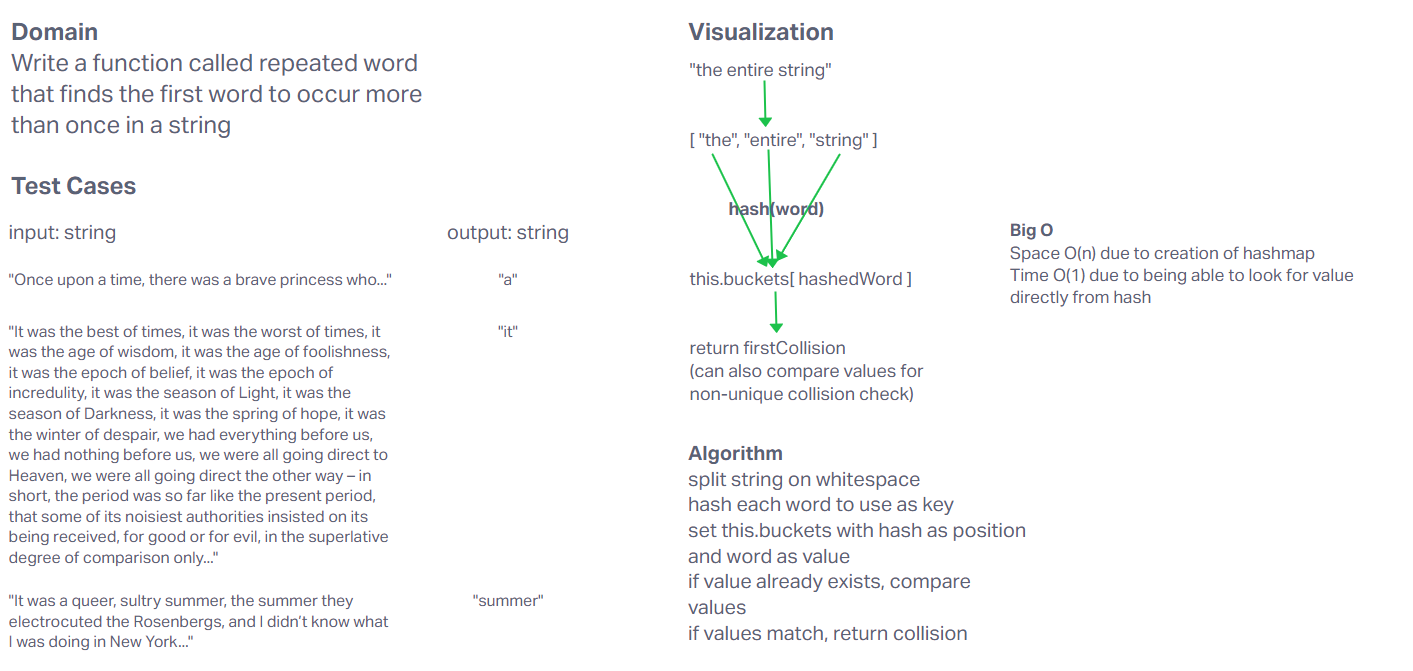 Domain
Write a function called repeated word
that finds the first word to occur more
than once in a string
Test Cases
input: string
output: string
"Once upon a time, there was a brave princess who..."
"a"
"It was the best of times, it was the worst of times, it
was the age of wisdom, it was the age of foolishness,
it was the epoch of belief, it was the epoch of
incredulity, it was the season of Light, it was the
season of Darkness, it was the spring of hope, it was
the winter of despair, we had everything before us,
we had nothing before us, we were all going direct to
Heaven, we were all going direct the other way – in
short, the period was so far like the present period,
that some of its noisiest authorities insisted on its
being received, for good or for evil, in the superlative
degree of comparison only..."
"it"
"It was a queer, sultry summer, the summer they
electrocuted the Rosenbergs, and I didn’t know what
I was doing in New York..."
"summer"
Visualization
"the entire string"
[ "the", "entire", "string" ]
hash(word)
this.buckets[ hashedWord ]
return firstCollision
(can also compare values for
non-unique collision check)
Algorithm
split string on whitespace
hash each word to use as key
set this.buckets with hash as position
and word as value
if value already exists, compare
values
if values match, return collision
Big O
Space O(n) due to creation of hashmap
Time O(1) due to being able to look for value
directly from hash